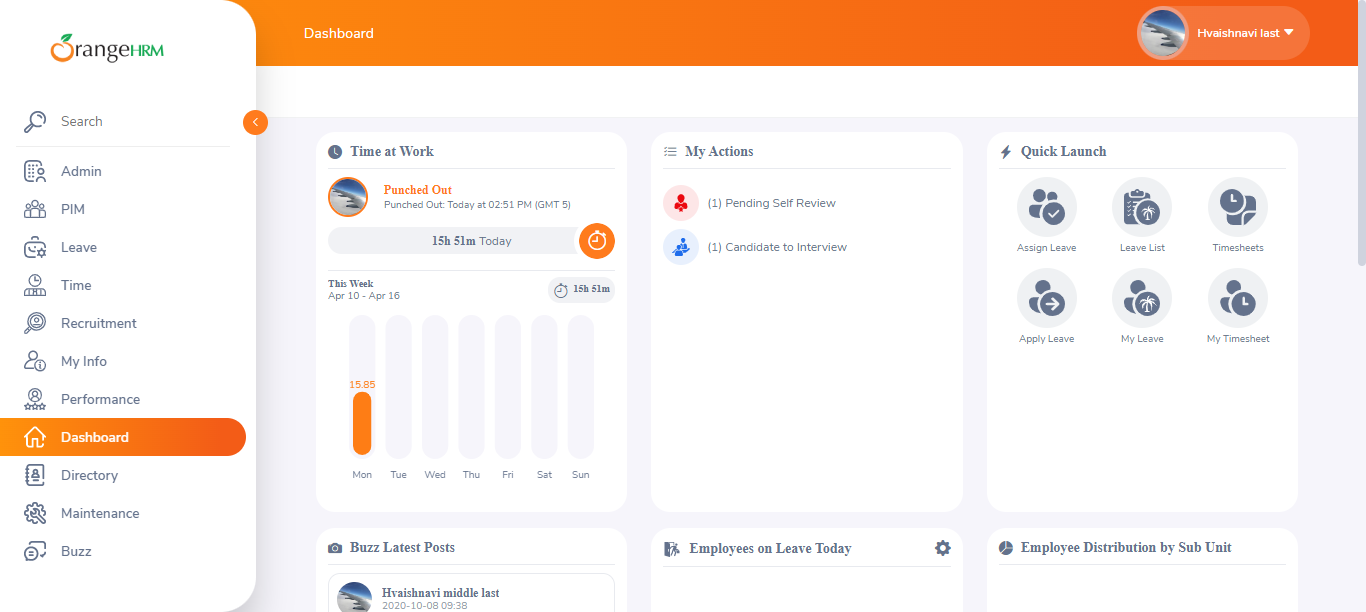 OrangeHRM
Search
Admin
PIM
Leave
Time
Recruitment
My Info
Performance
Dashboard
Directory
Maintenance
Buzz
Dashboard
Hvaishnavi last
Time at Work
Punched Out
Punched Out: Today at 02:51 PM (GMT 5)
15h 51m Today
This Week
Apr 10 - Apr 16
15h 51m
15.85
Mon Tue Wed Thu Fri Sat Sun
My Actions
(1) Pending Self Review
(1) Candidate to Interview
Quick Launch
Assign Leave Leave List Timesheets
Apply Leave My Leave My Timesheet
Buzz Latest Posts
Hvaishnavi middle last
2020-10-08 09:38
Employees on Leave Today
Employee Distribution by Sub Unit